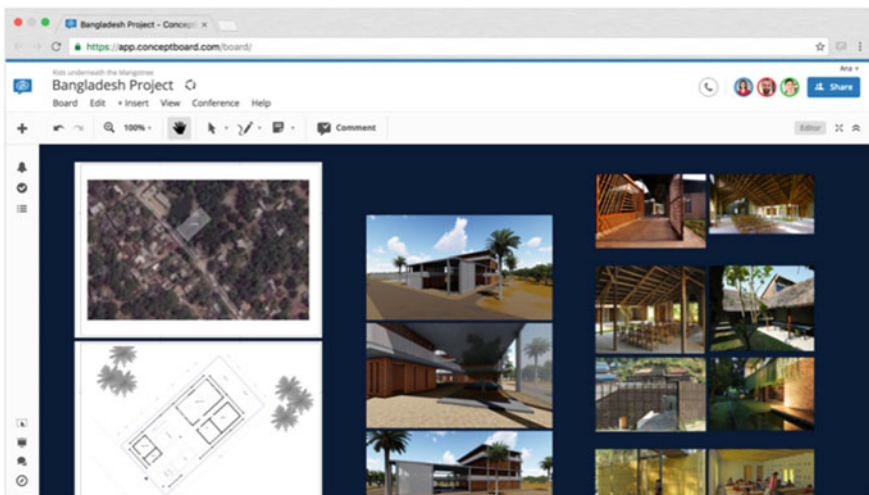 Bangladesh Project - Concept
https://app.conceptboard.com/board/
Ana
Kids underneath the Mangotree
Bangladesh Project
Share
Board Edit + Insert View Conference Help
100%
Comment
Editor